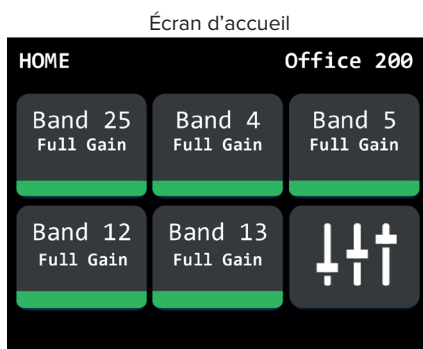 Écran d’accueil
HOME Office 200
Band 25 Band 4 Band 5
Full Gain Full Gain Full Gain
Band 12 Band 13
Full Gain Full Gain